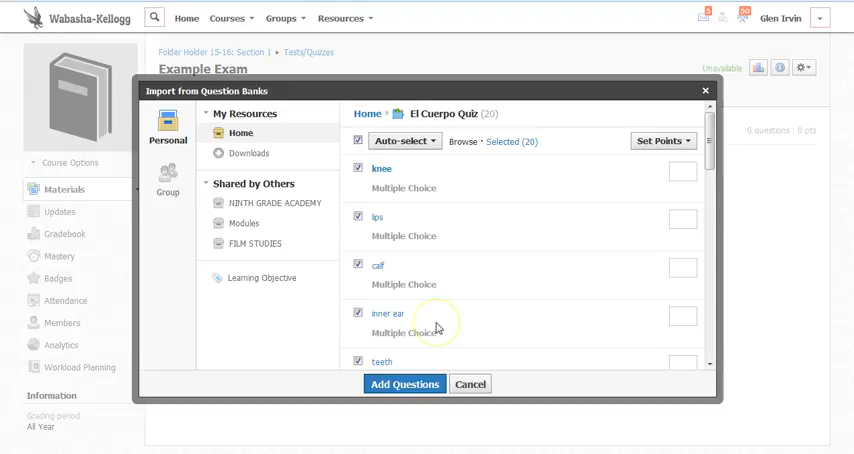 Wabasha-Kellogg
Home
Courses
Groups
Resources
5
50
Glen Irvin
Folder Holder 15-16: Section 1 ▸ Tests/Quizzes
Example Exam
Unavailable
Import from Question Banks
×
Course Options
Materials
Updates
Gradebook
Mastery
Badges
Attendance
Members
Analytics
Workload Planning
Information
Grading period
All Year
Personal
Group
My Resources
Home
Downloads
Shared by Others
NINTH GRADE ACADEMY
Modules
FILM STUDIES
Learning Objective
Home El Cuerpo Quiz (20)
Auto-select
Browse · Selected (20)
Set Points
knee
Multiple Choice
lips
Multiple Choice
calf
Multiple Choice
inner ear
Multiple Choice
teeth
Add Questions
Cancel
0 questions · 0 pts